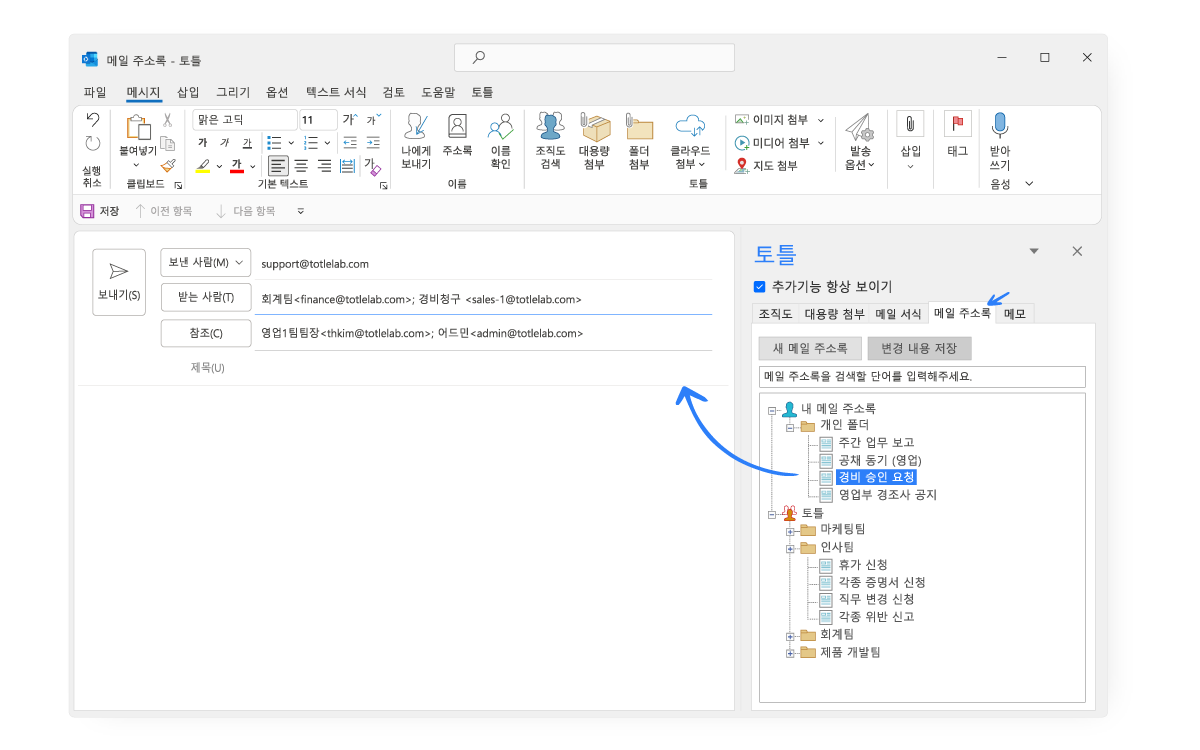 메일 주소록 - 토틀
파일 메시지 삽입 그리기 옵션 텍스트 서식 검토 도움말 토틀
실행 취소
붙여넣기
클립보드
맑은 고딕 11 가 가
가 가 가
가 가
기본 텍스트
나에게 보내기
주소록
이름 확인
이름
조직도 검색
대용량 첨부
폴더 첨부
클라우드 첨부
이미지 첨부
미디어 첨부
지도 첨부
토틀
발송 옵션
삽입
태그
받아 쓰기
음성
저장 이전 항목 다음 항목
보내기(S)
보낸 사람(M) support@totlelab.com
받는 사람(T) 회계팀<finance@totlelab.com>; 경비청구 <sales-1@totlelab.com>
참조(C) 영업1팀팀장<thkim@totlelab.com>; 어드민<admin@totlelab.com>
제목(U)
토틀
추가기능 항상 보이기
조직도 대용량 첨부 메일 서식 메일 주소록 메모
새 메일 주소록 변경 내용 저장
메일 주소록을 검색할 단어를 입력해주세요.
내 메일 주소록
개인 폴더
주간 업무 보고
공채 동기 (영업)
경비 승인 요청
영업부 경조사 공지
토틀
마케팅팀
인사팀
휴가 신청
각종 증명서 신청
직무 변경 신청
각종 위반 신고
회계팀
제품 개발팀